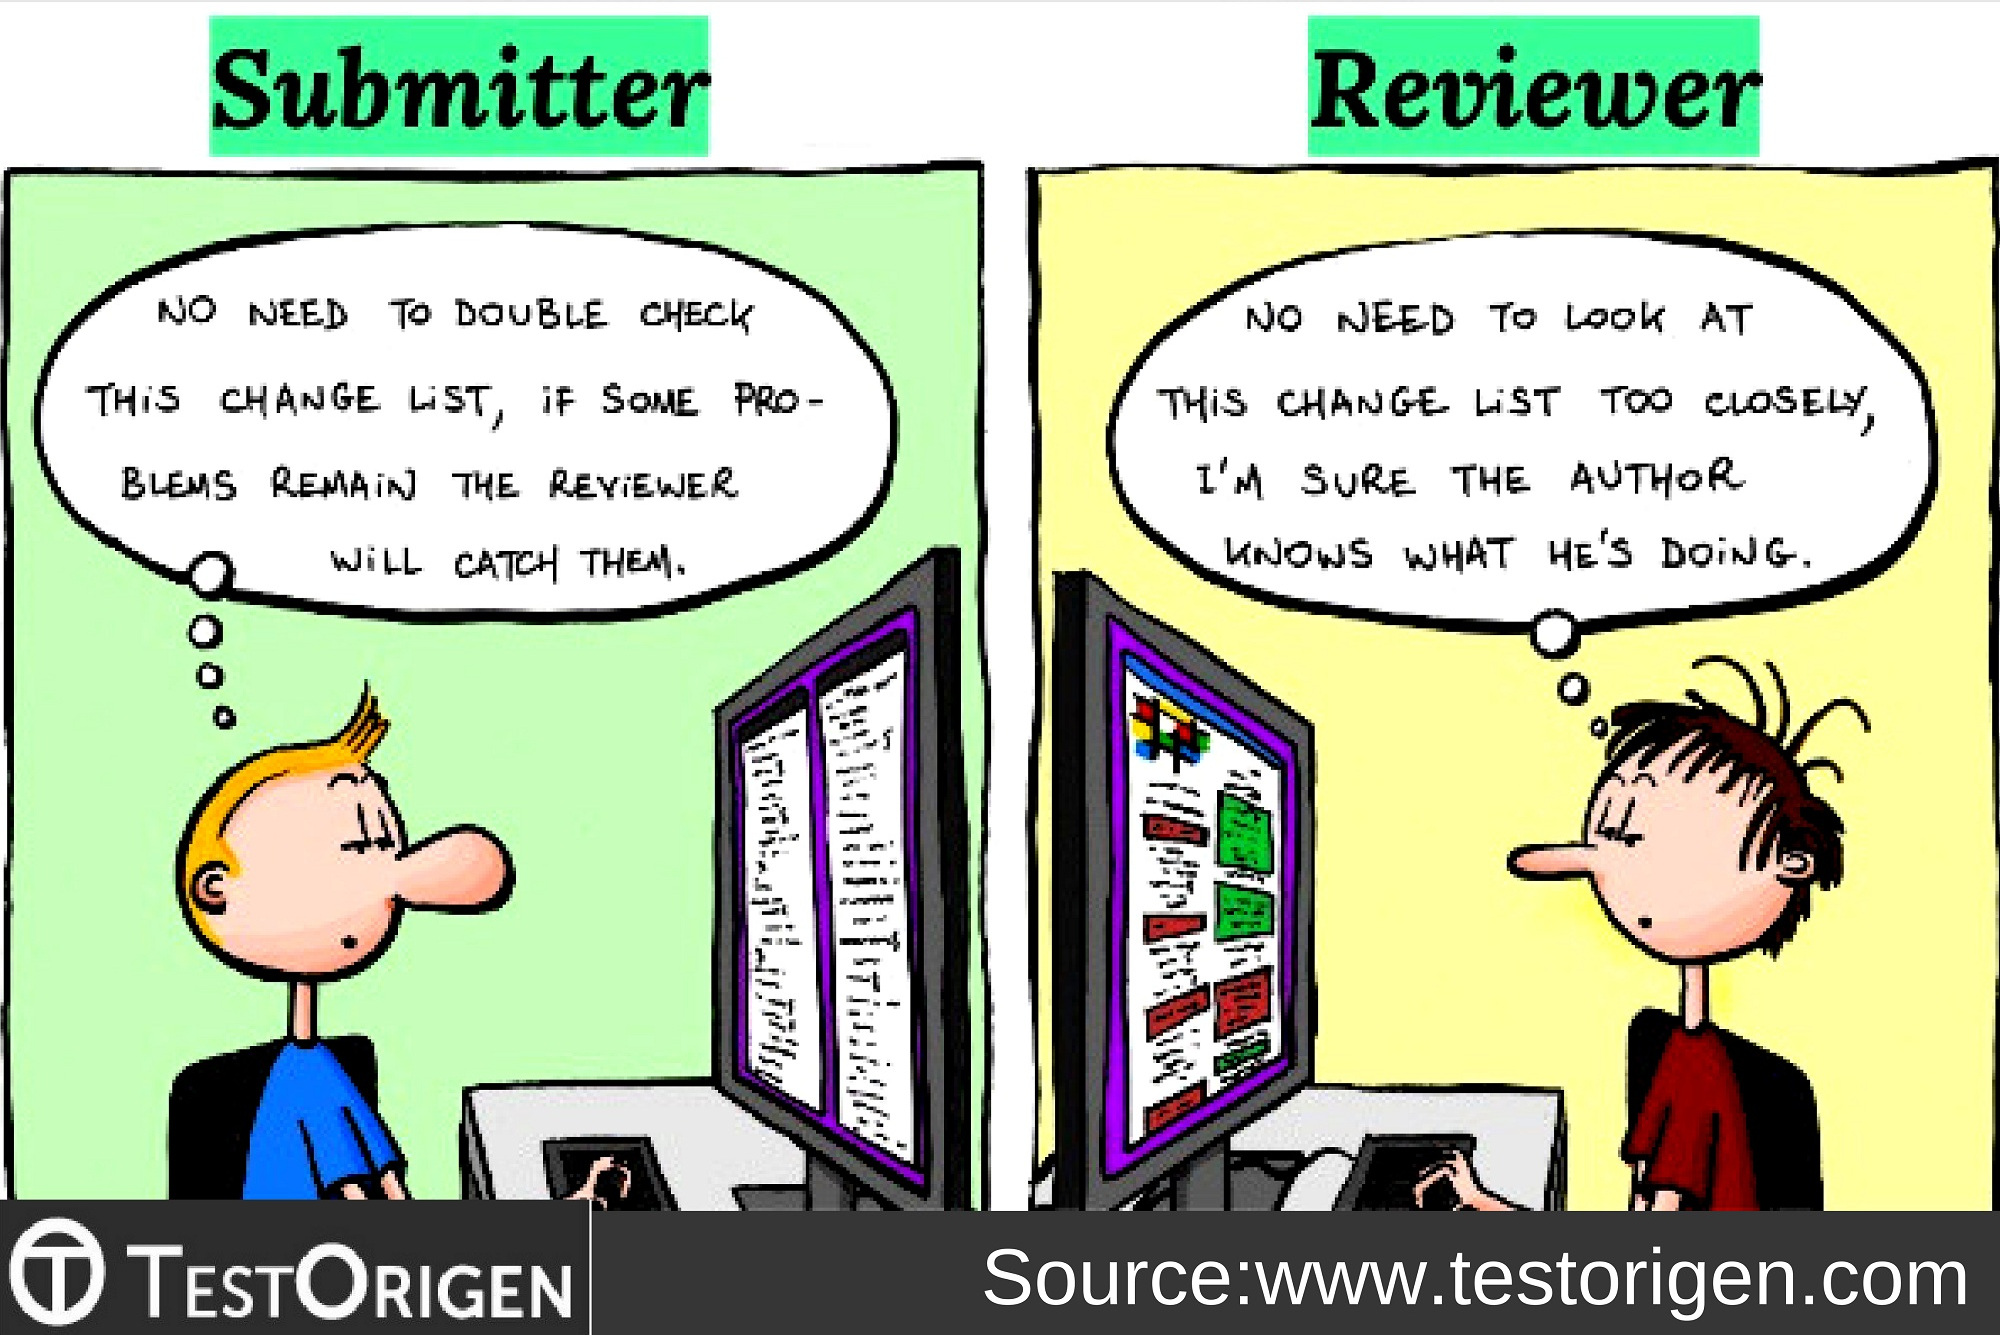 Submitter
Reviewer
NO NEED TO DOUBLE CHECK
THIS CHANGE LIST, IF SOME PRO-
BLEMS REMAIN THE REVIEWER
WILL CATCH THEM.
NO NEED TO LOOK AT
THIS CHANGE LIST TOO CLOSELY,
I'M SURE THE AUTHOR
KNOWS WHAT HE'S DOING.
TESTORIGEN
Source:www.testorigen.com